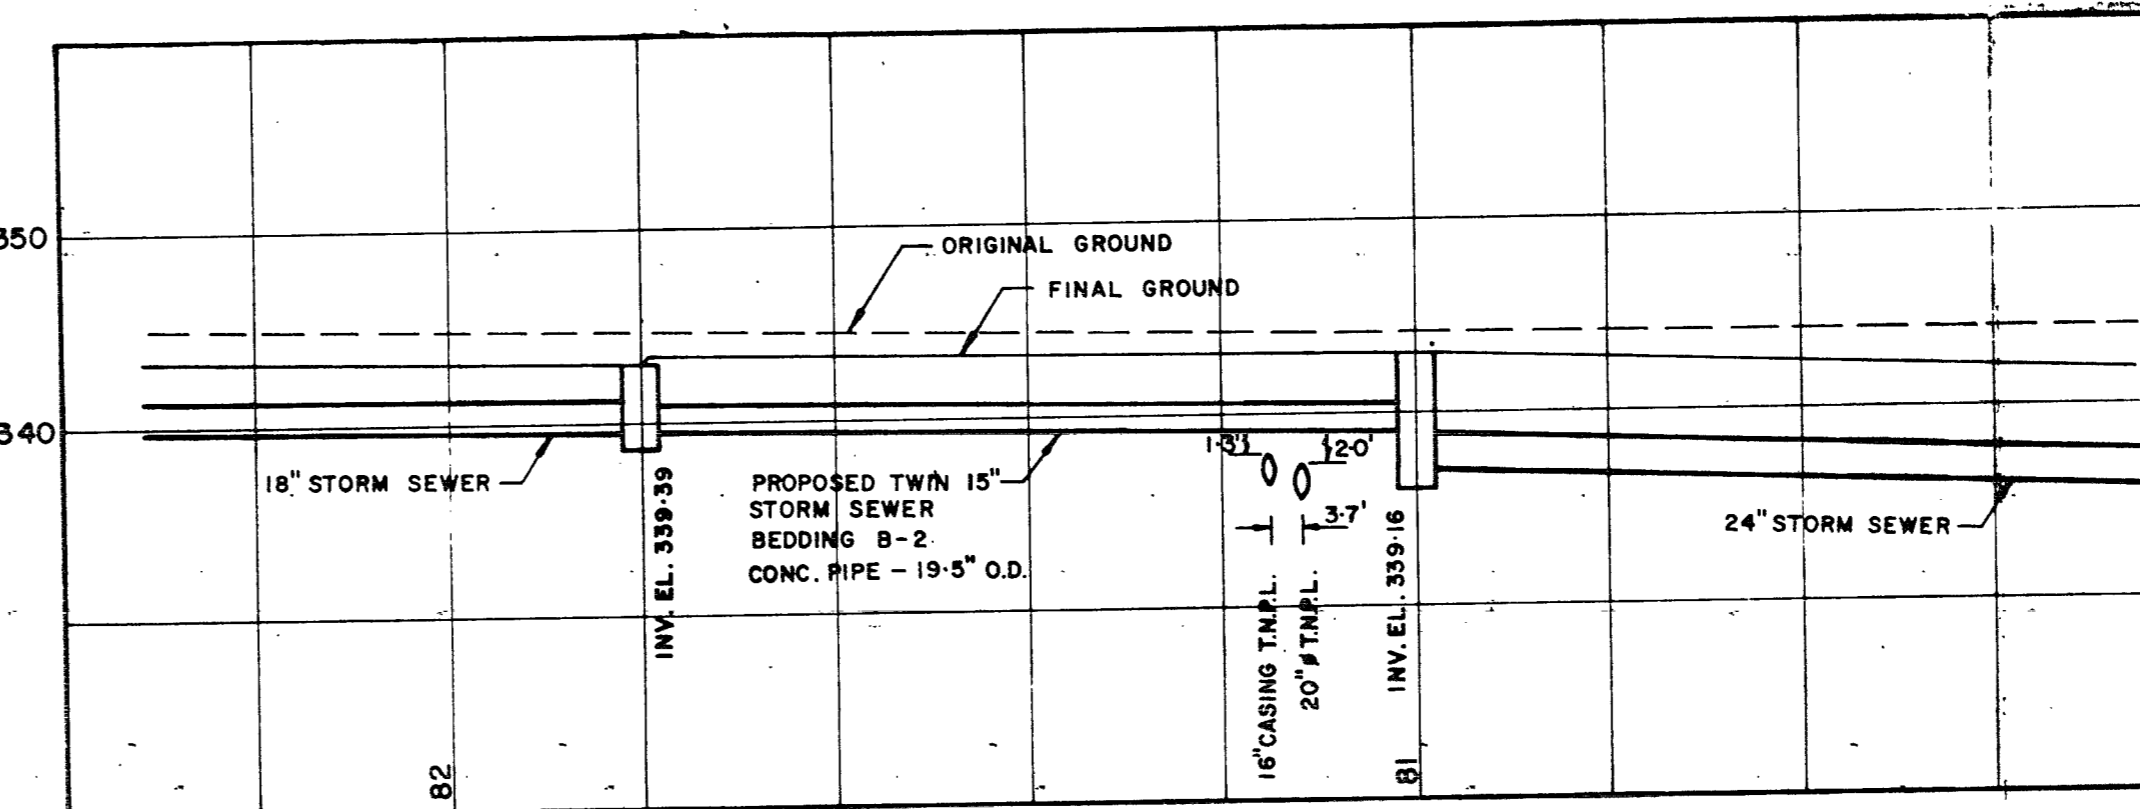 350
ORIGINAL GROUND
FINAL GROUND
340
18" STORM SEWER
INV. EL. 339·39
PROPOSED TWIN 15"
STORM SEWER
BEDDING B-2
CONC. PIPE – 19·5" O.D.
1·3'
2·0'
3·7'
16" CASING T.N.P.L.
20" ø T.N.P.L.
INV. EL. 339·16
24" STORM SEWER
82
81